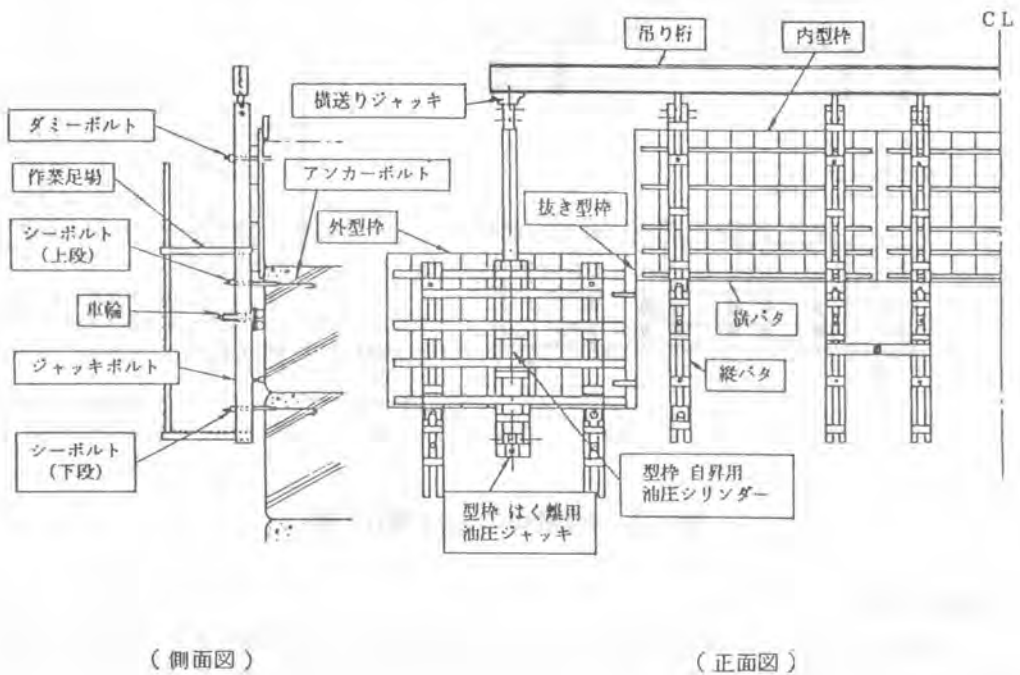 CL
吊り桁
内型枠
横送りジャッキ
ダミーボルト
アンカーボルト
作業足場
抜き型枠
外型枠
シーボルト
(上段)
車輪
横バタ
ジャッキボルト
縦バタ
シーボルト
(下段)
型枠 自昇用
油圧シリンダー
型枠 はく離用
油圧ジャッキ
(側面図)
(正面図)